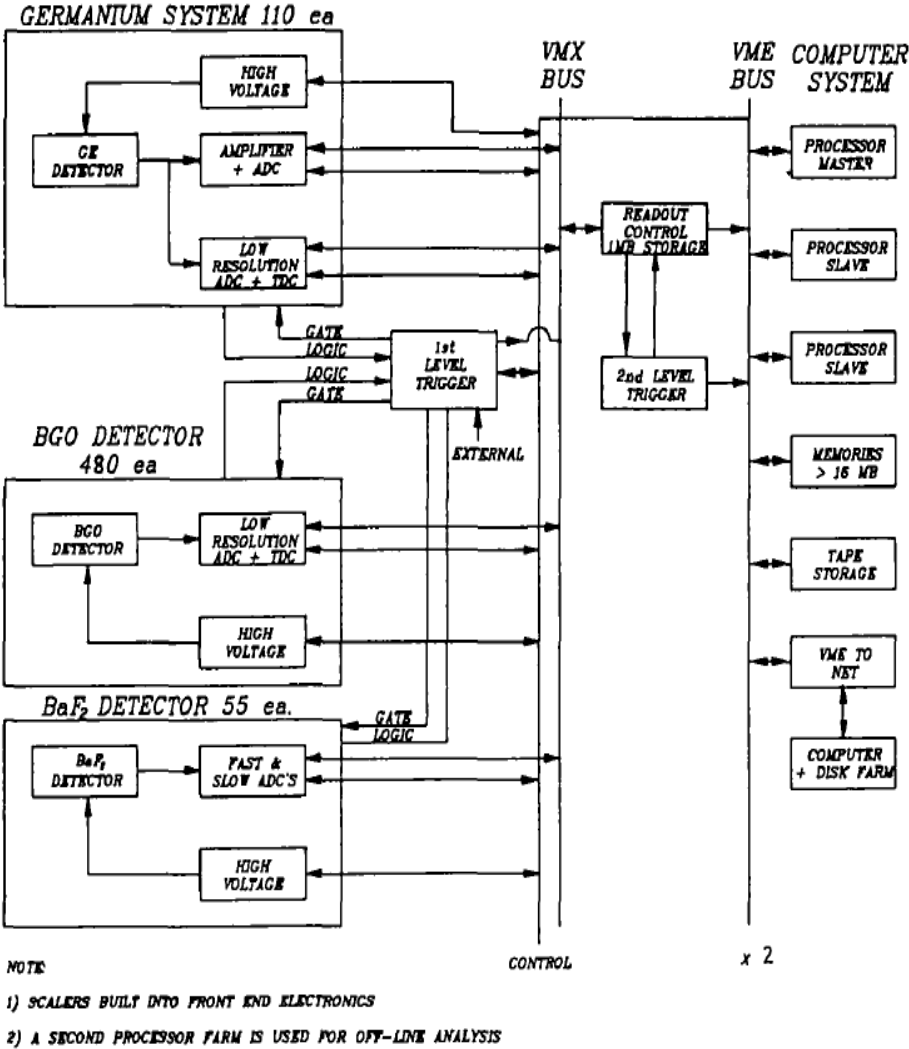 GERMANIUM SYSTEM 110 ea
HIGH
VOLTAGE
GE
DETECTOR
AMPLIFIER
+ ADC
LOW
RESOLUTION
ADC + TDC
VMX
BUS
VME
BUS
COMPUTER
SYSTEM
PROCESSOR
MASTER
READOUT
CONTROL
1MB STORAGE
PROCESSOR
SLAVE
PROCESSOR
SLAVE
GATE
LOGIC
LOGIC
GATE
1st
LEVEL
TRIGGER
2nd LEVEL
TRIGGER
EXTERNAL
MEMORIES
> 16 MB
BGO DETECTOR
480 ea
BGO
DETECTOR
LOW
RESOLUTION
ADC + TDC
HIGH
VOLTAGE
TAPE
STORAGE
VME TO
NET
COMPUTER
+ DISK FARM
BaF₂ DETECTOR 55 ea.
GATE
LOGIC
BaF₂
DETECTOR
FAST &
SLOW ADC'S
HIGH
VOLTAGE
CONTROL
x 2
NOTE:
1) SCALERS BUILT INTO FRONT END ELECTRONICS
2) A SECOND PROCESSOR FARM IS USED FOR OFF-LINE ANALYSIS